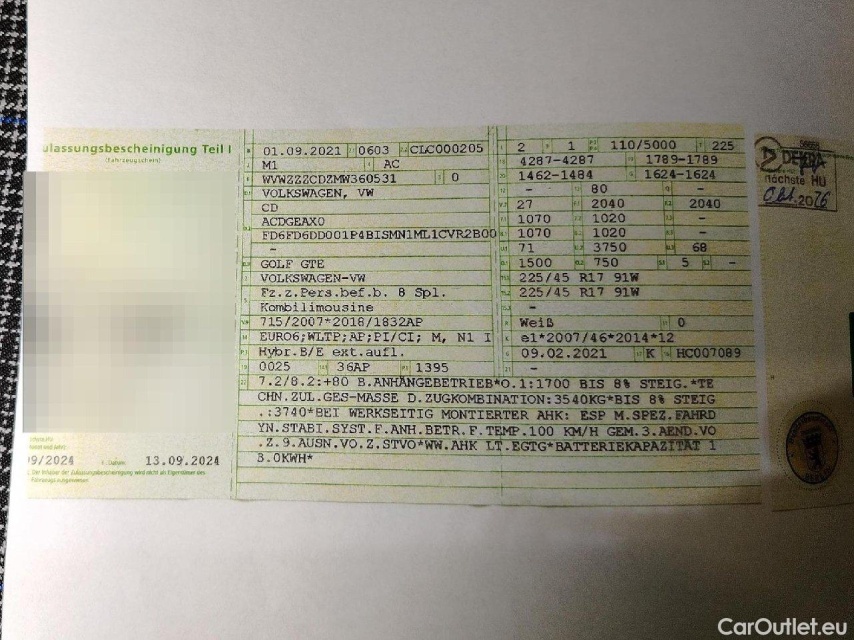 ulassungsbescheinigung Teil I
(Fahrzeugschein)
9/2024
13.09.2024
B 01.09.2021 0603 CLC000205
M1 AC
WVWZZZCDZMW360531 0
VOLKSWAGEN, VW
CD
ACDGEAX0
FD6FD6DD001P4BISMN1ML1CVR2B00
-
GOLF GTE
VOLKSWAGEN-VW
Fz.z.Pers.bef.b. 8 Spl.
Kombilimousine
715/2007*2018/1832AP
EURO6;WLTP;AP;PI/CI; M, N1 I
Hybr.B/E ext.aufl.
0025 36AP 1395
2 1 110/5000 225
4287-4287 1789-1789
1462-1484 1624-1624
- 80 -
27 2040 2040
1070 1020 -
1070 1020 -
71 3750 68
1500 750 5 -
225/45 R17 91W
225/45 R17 91W
-
Weiß 0
e1*2007/46*2014*12
09.02.2021 K HC007089
7.2/8.2:+80 B.ANHÄNGEBETRIEB*O.1:1700 BIS 8% STEIG.*TE
CHN.ZUL.GES-MASSE D.ZUGKOMBINATION:3540KG*BIS 8% STEIG
.:3740*BEI WERKSEITIG MONTIERTER AHK: ESP M.SPEZ.FAHRD
YN.STABI.SYST.F.ANH.BETR.F.TEMP.100 KM/H GEM.3.AEND.VO
.Z.9.AUSN.VO.Z.STVO*WW.AHK LT.EGTG*BATTERIEKAPAZITÄT 1
3.0KWH*
DEKRA
nächste HU
2026
CarOutlet.eu